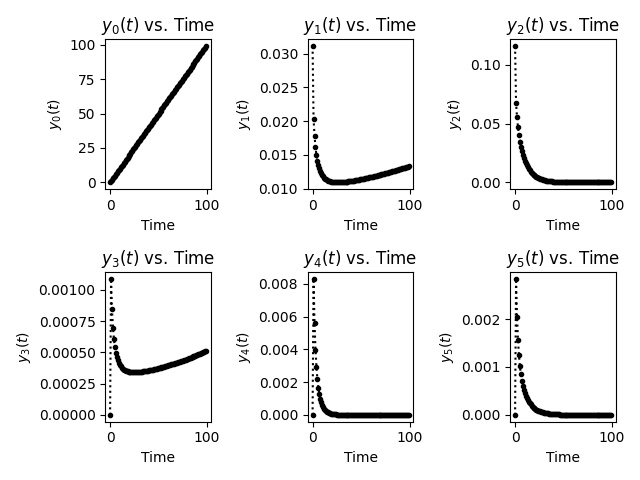 y₀(t) vs. Time
100
75
50
25
0
y₀(t)
0
100
Time
y₁(t) vs. Time
0.030
0.025
0.020
0.015
0.010
y₁(t)
0
100
Time
y₂(t) vs. Time
0.10
0.05
0.00
y₂(t)
0
100
Time
y₃(t) vs. Time
0.00100
0.00075
0.00050
0.00025
0.00000
y₃(t)
0
100
Time
y₄(t) vs. Time
0.008
0.006
0.004
0.002
0.000
y₄(t)
0
100
Time
y₅(t) vs. Time
0.002
0.001
0.000
y₅(t)
0
100
Time